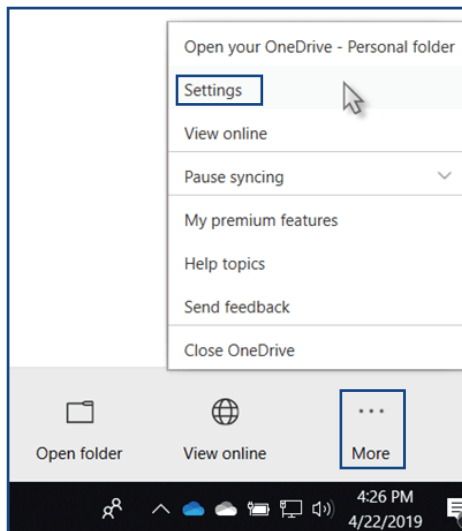 Open your OneDrive - Personal folder
Settings
View online
Pause syncing
My premium features
Help topics
Send feedback
Close OneDrive
Open folder
View online
More
4:26 PM
4/22/2019